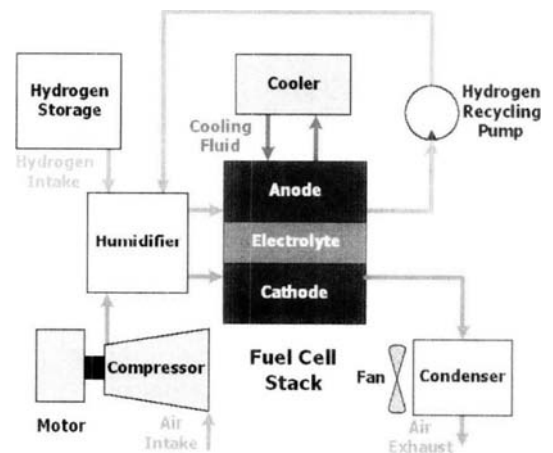 Hydrogen
Storage
Cooler
Hydrogen
Recycling
Pump
Cooling
Fluid
Hydrogen
Intake
Anode
Humidifier
Electrolyte
Cathode
Compressor
Fuel Cell
Stack
Fan
Condenser
Motor
Air
Intake
Air
Exhaust